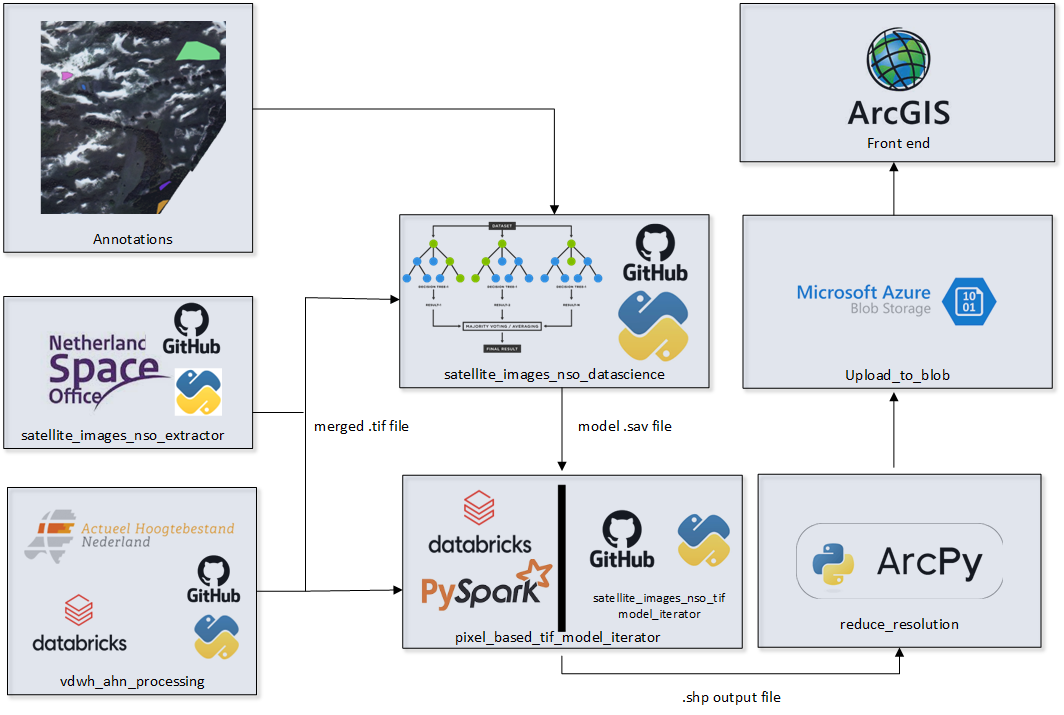 Annotations
Netherland
Space
Office
GitHub
satellite_images_nso_extractor
Actueel Hoogtebestand
Nederland
GitHub
databricks
vdwh_ahn_processing
merged .tif file
DATASET
DECISION TREE-1
DECISION TREE-1
DECISION TREE-1
RESULT-1
RESULT-2
RESULT-N
MAJORITY VOTING / AVERAGING
FINAL RESULT
GitHub
satellite_images_nso_datascience
model .sav file
databricks
PySpark
GitHub
satellite_images_nso_tif
model_iterator
pixel_based_tif_model_iterator
.shp output file
ArcGIS
Front end
Microsoft Azure
Blob Storage
10
01
Upload_to_blob
ArcPy
reduce_resolution